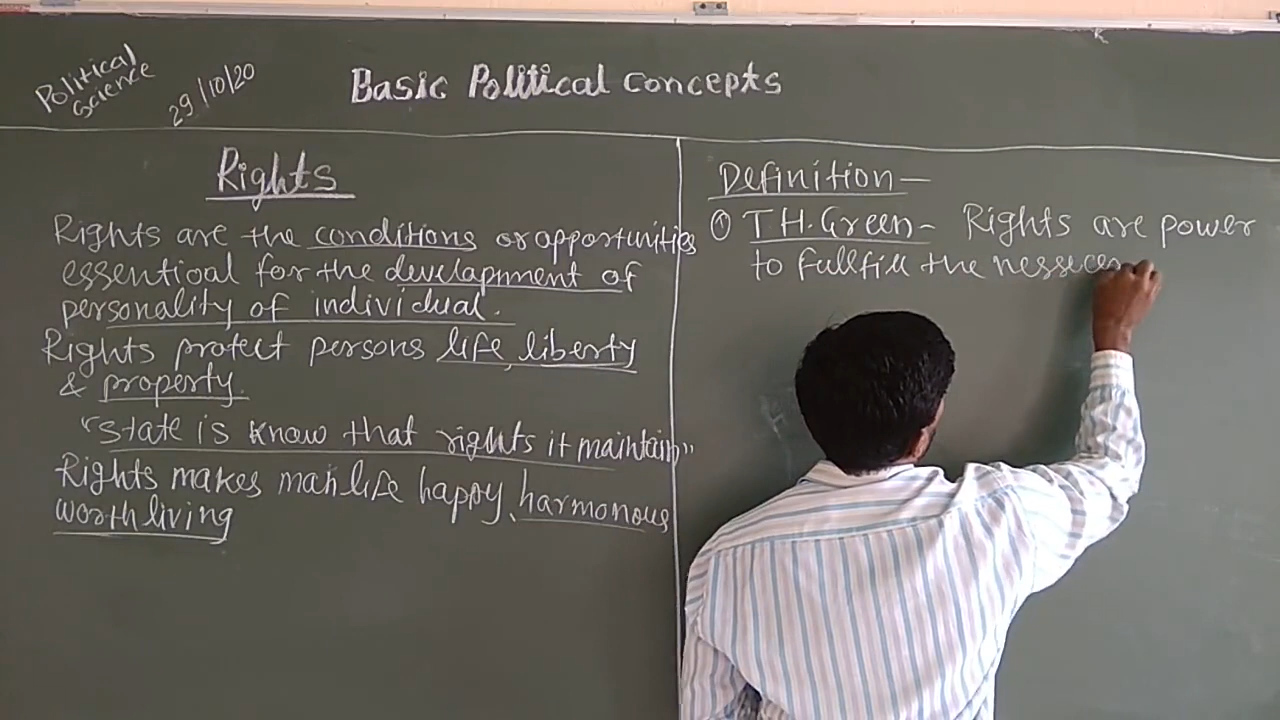 Political Science
29/10/20
Basic Political Concepts
Rights
Rights are the conditions or opportunities
essentioal for the development of
personality of individual.
Rights protect persons life, liberty
& property.
"State is know that rights it maintain"
Rights makes man life happy, harmonous
worth living
Definition —
① T H. Green - Rights are power
to fullfill the